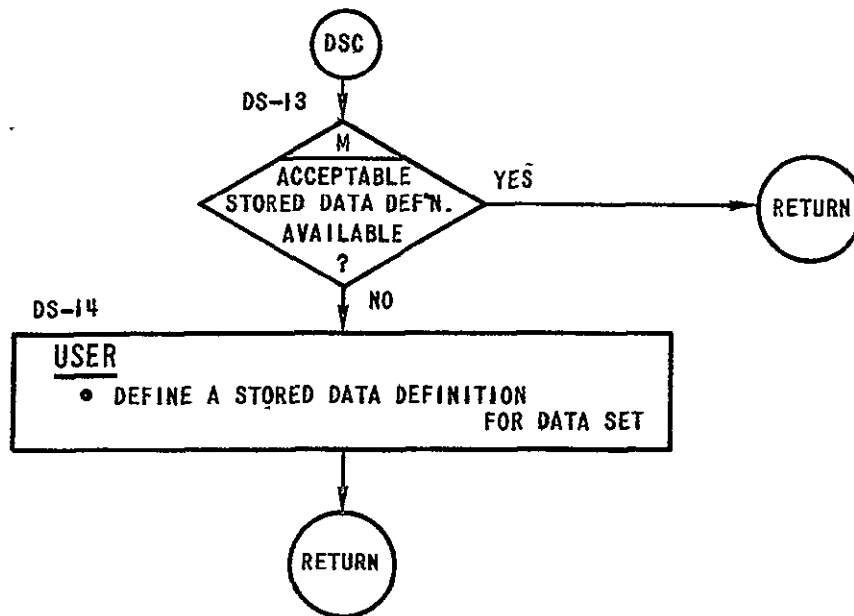 DSC
DS-13
M
ACCEPTABLE
STORED DATA DEF'N.
AVAILABLE
?
YES
RETURN
NO
DS-14
USER
• DEFINE A STORED DATA DEFINITION
FOR DATA SET
RETURN